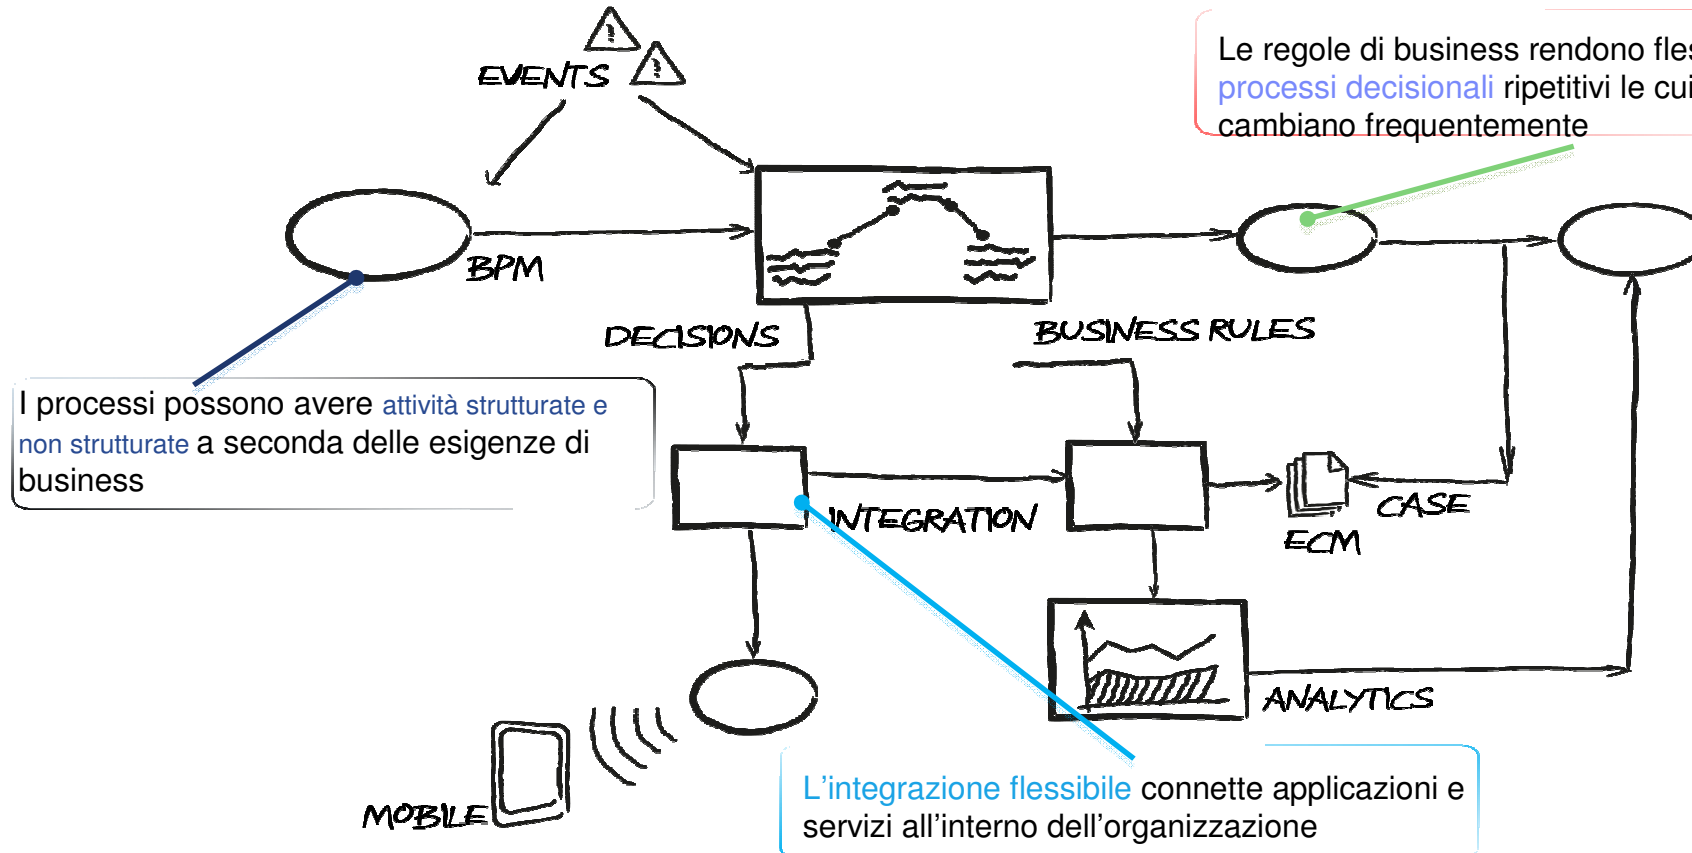 EVENTS
Le regole di business rendono
processi decisionali ripetitivi le cui
cambiano frequentemente
BPM
DECISIONS
BUSINESS RULES
I processi possono avere attività strutturate e
non strutturate a seconda delle esigenze di
business
INTEGRATION
CASE
ECM
ANALYTICS
MOBILE
L'integrazione flessibile connette applicazioni e
servizi all'interno dell'organizzazione